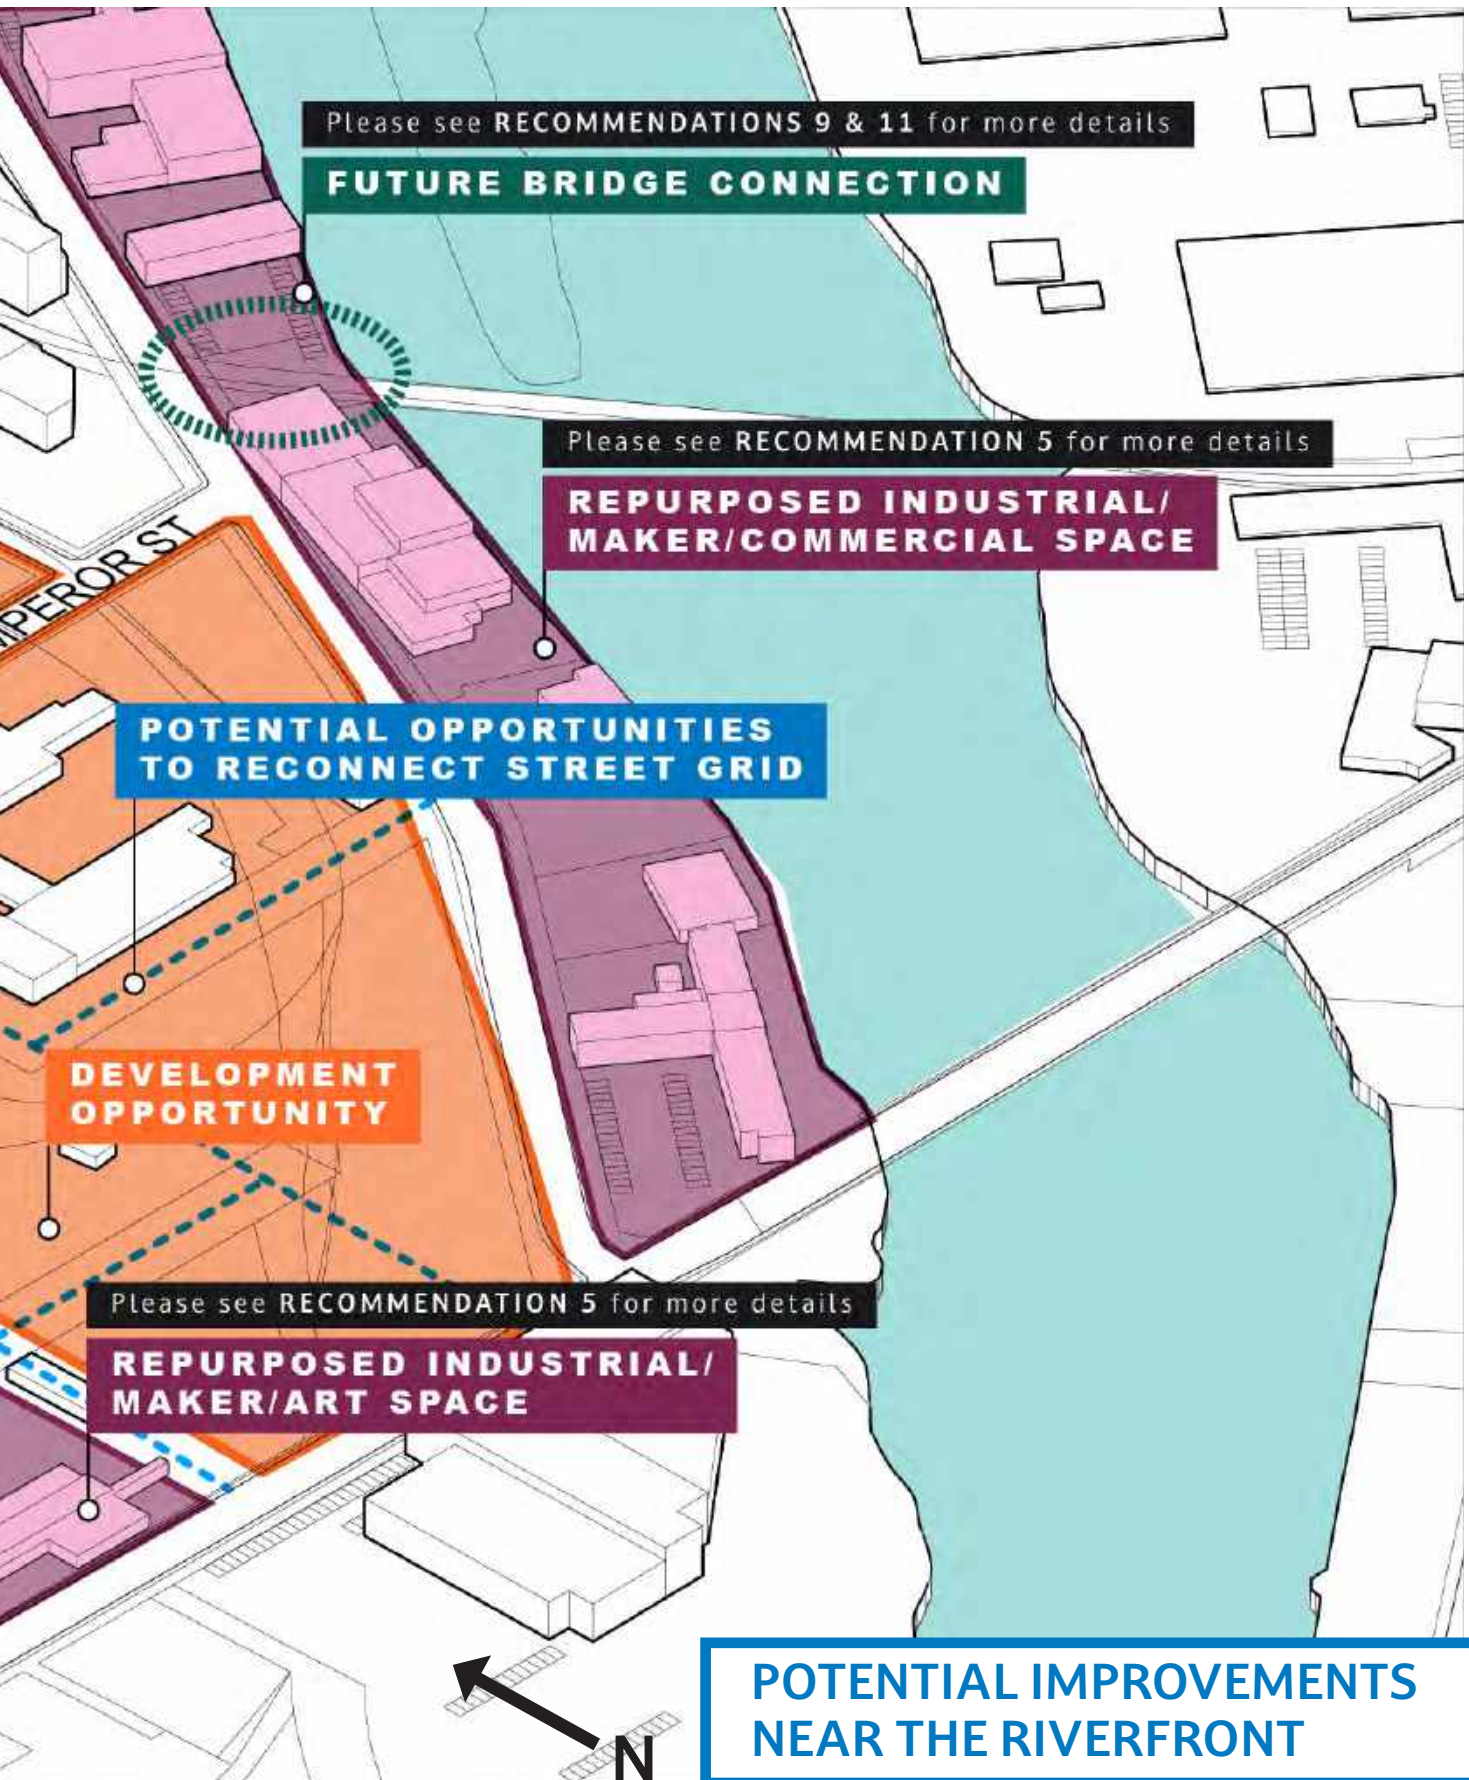 Please see RECOMMENDATIONS 9 & 11 for more details
FUTURE BRIDGE CONNECTION
Please see RECOMMENDATION 5 for more details
REPURPOSED INDUSTRIAL/
MAKER/COMMERCIAL SPACE
MPEROR ST
POTENTIAL OPPORTUNITIES
TO RECONNECT STREET GRID
DEVELOPMENT
OPPORTUNITY
Please see RECOMMENDATION 5 for more details
REPURPOSED INDUSTRIAL/
MAKER/ART SPACE
N
POTENTIAL IMPROVEMENTS
NEAR THE RIVERFRONT